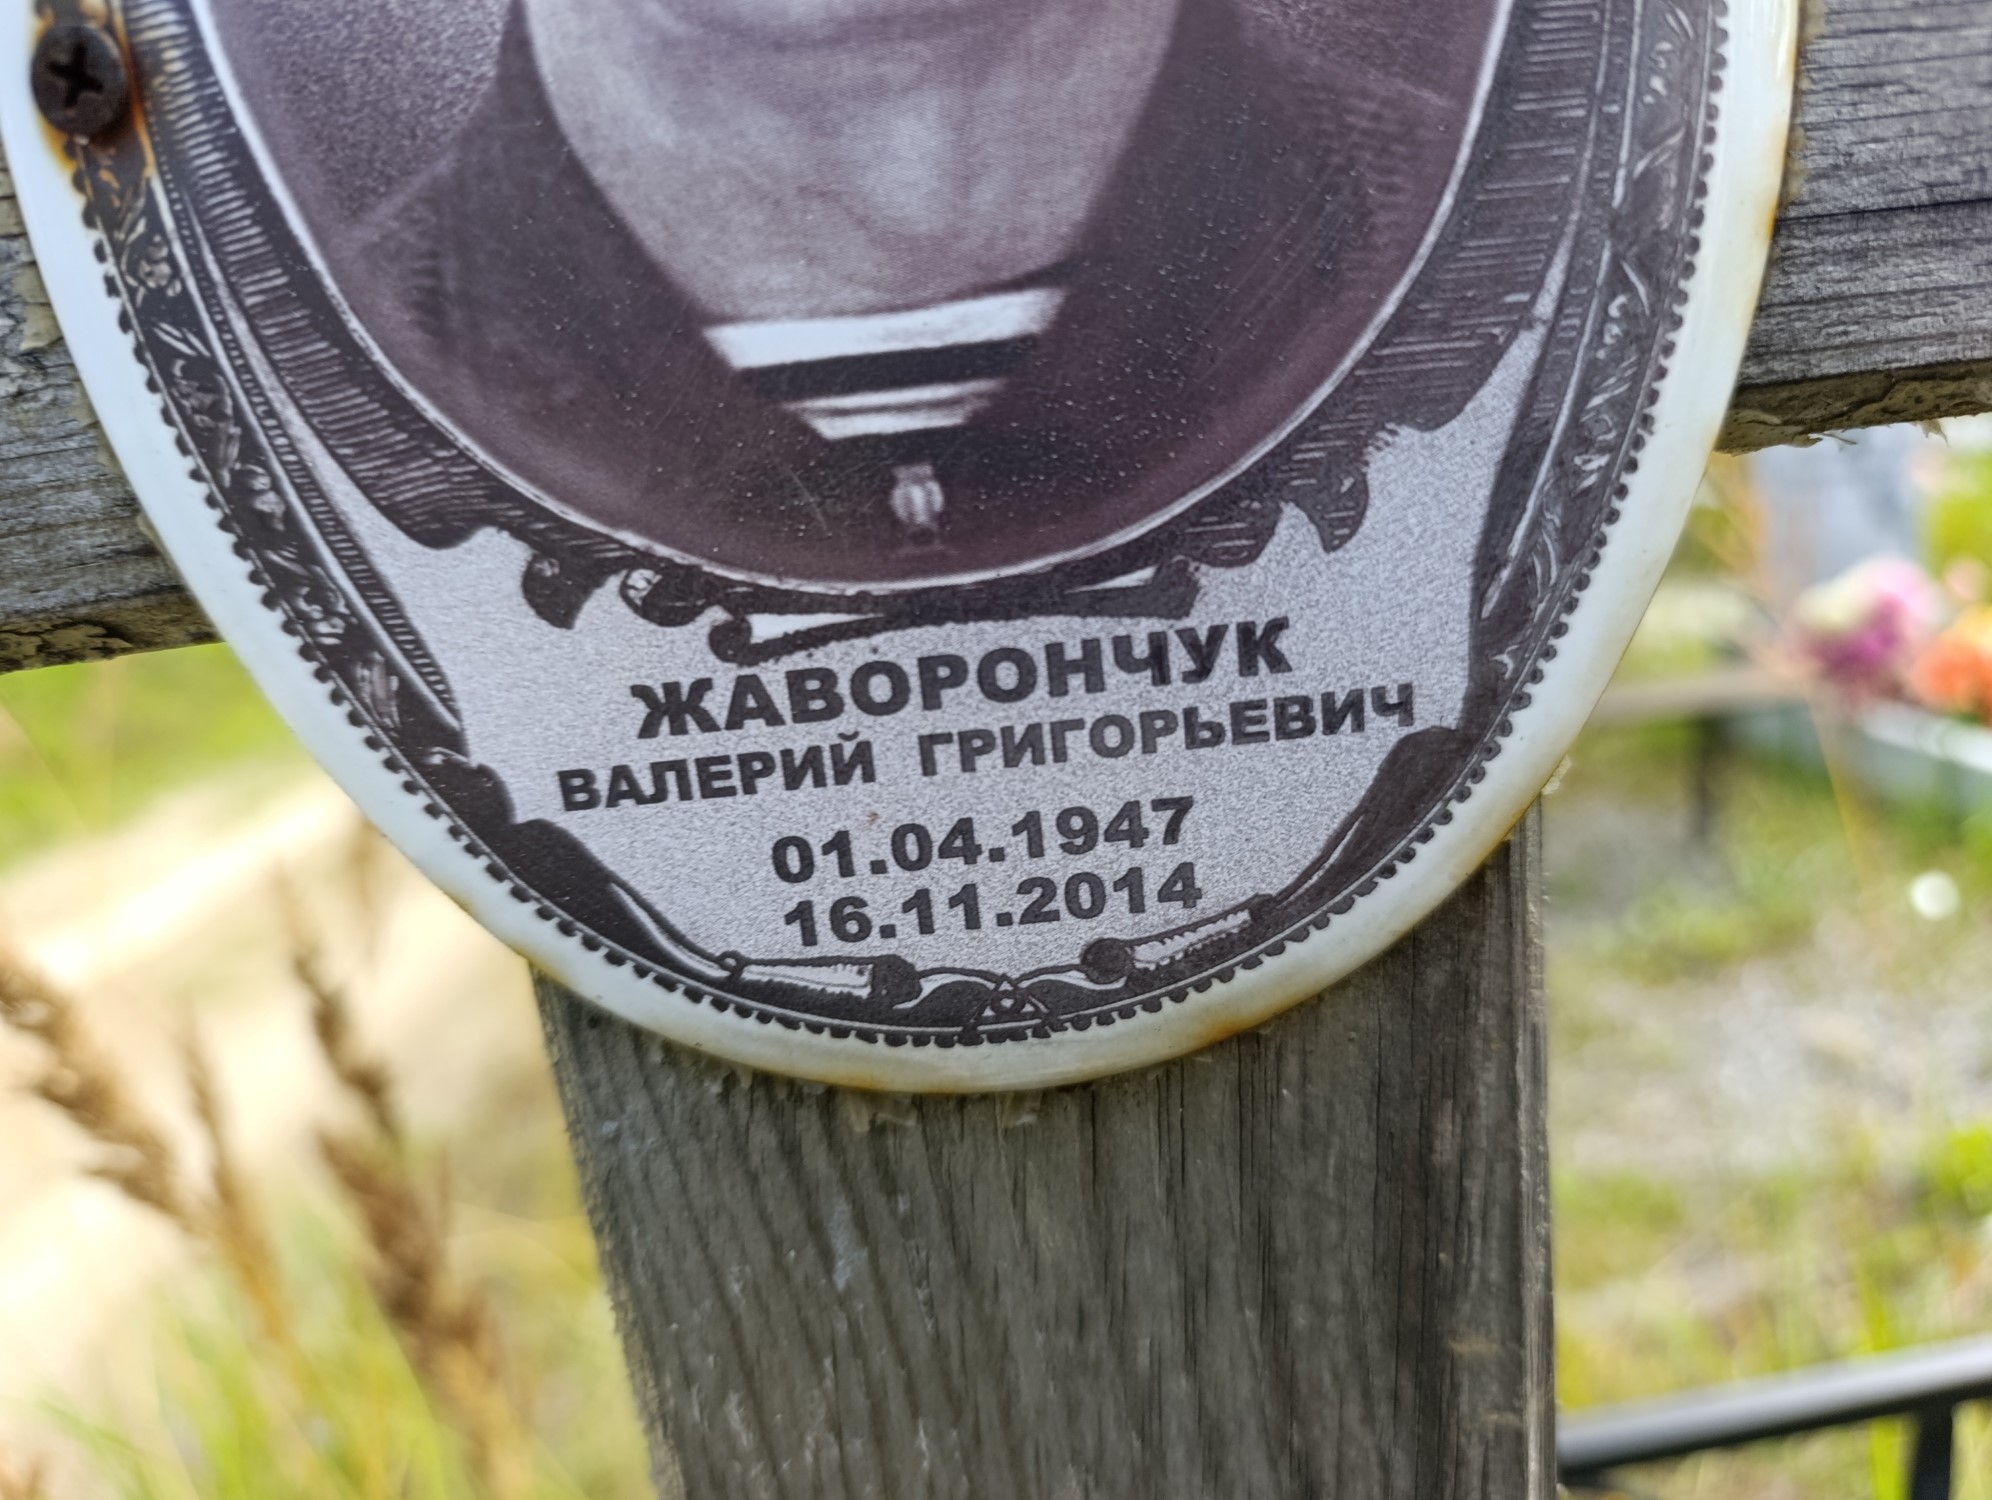 ЖАВОРОНЧУК
ВАЛЕРИЙ ГРИГОРЬЕВИЧ
01.04.1947
16.11.2014